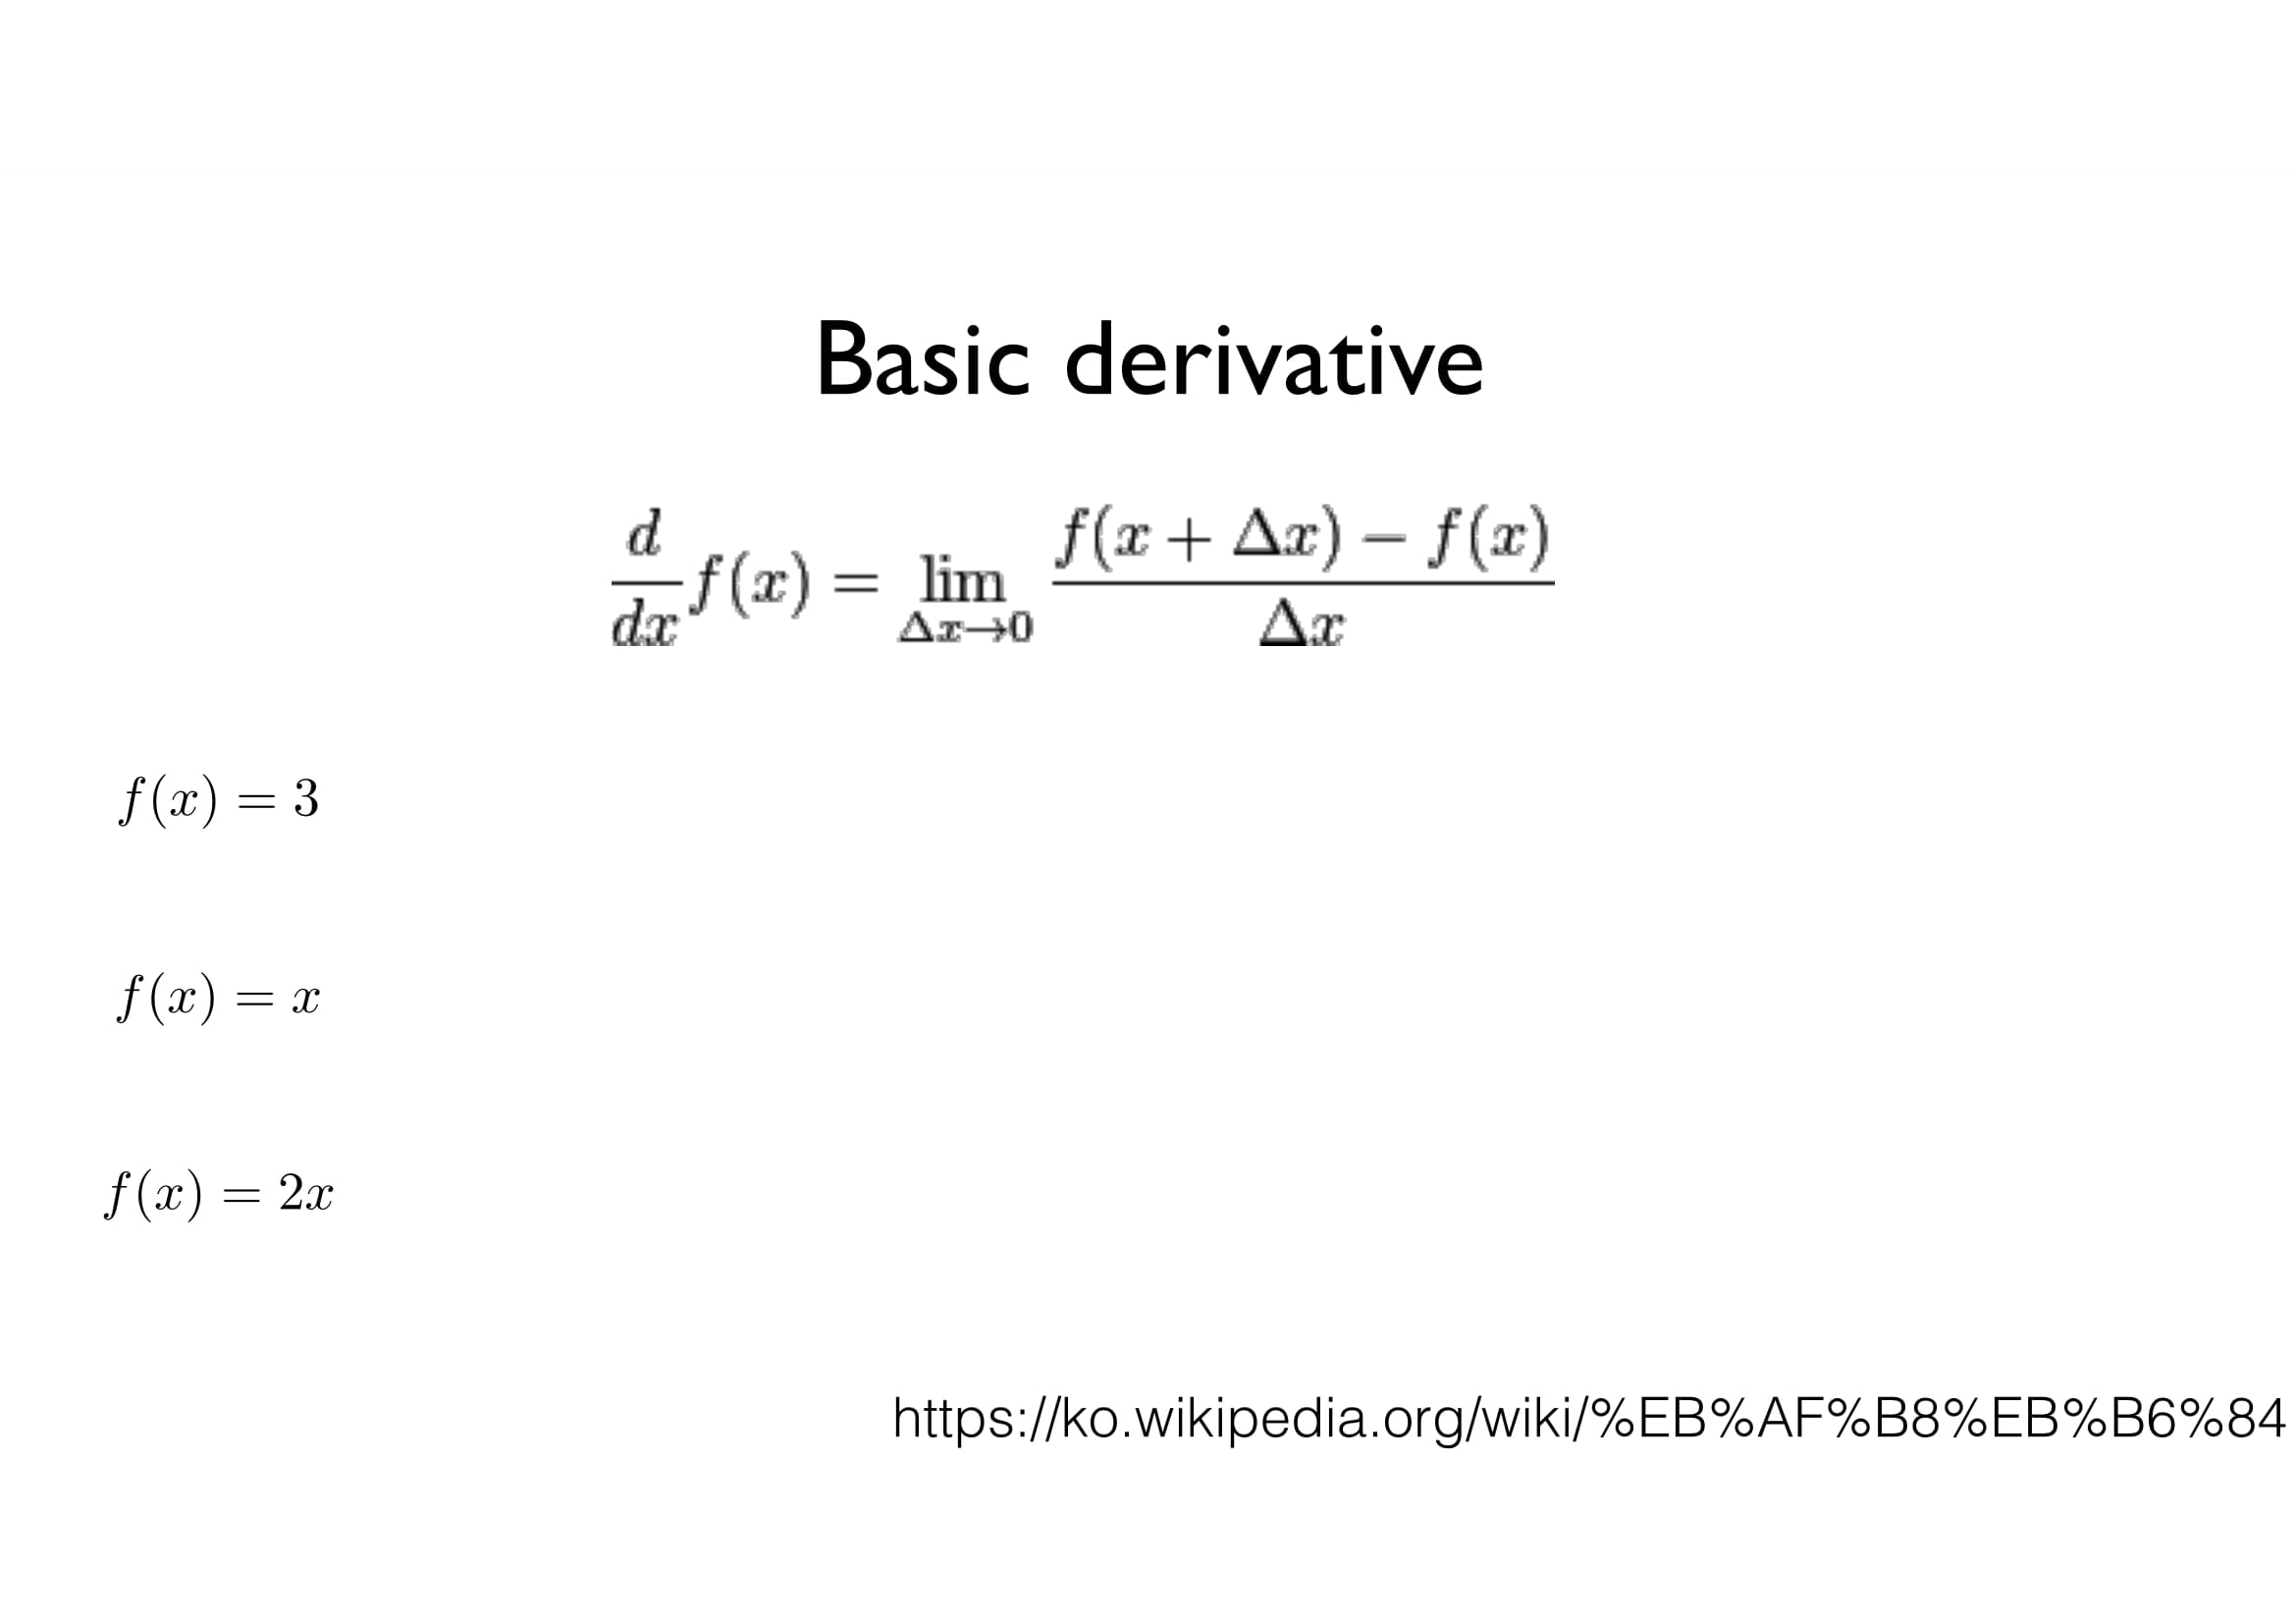 Basic derivative
\frac{d}{dx}f(x) = \lim_{\Delta x \to 0} \frac{f(x + \Delta x) - f(x)}{\Delta x}
f(x) = 3
f(x) = x
f(x) = 2x
https://ko.wikipedia.org/wiki/%EB%AF%B8%EB%B6%84